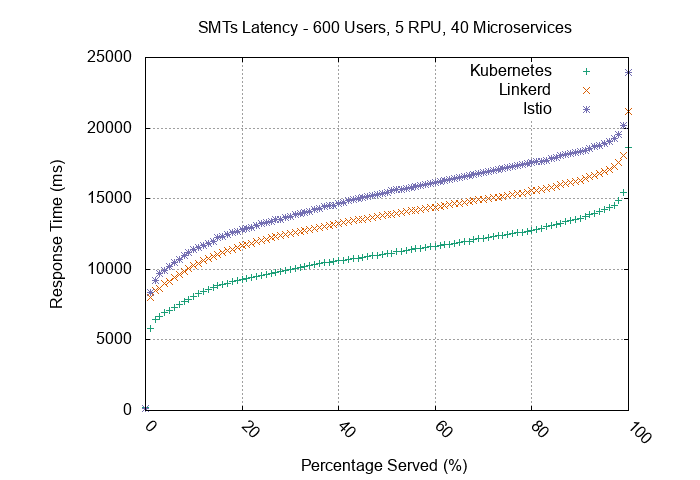 SMTs Latency - 600 Users, 5 RPU, 40 Microservices
25000
20000
15000
10000
5000
0
Response Time (ms)
Kubernetes
Linkerd
Istio
0
20
40
60
80
100
Percentage Served (%)